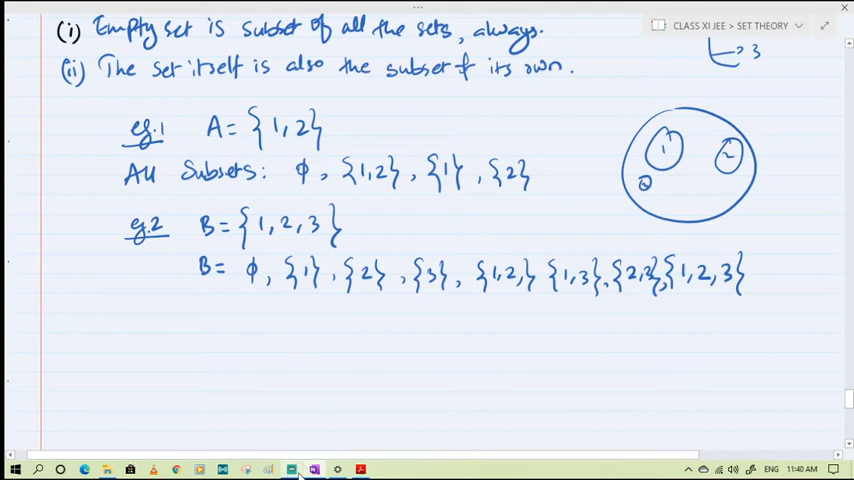 CLASS XI JEE > SET THEORY
(i) Empty set is subset of all the sets, always.
→ 3
(ii) The set itself is also the subset of its own.
eg.1 A = {1, 2}
1 2
All Subsets: ϕ, {1,2}, {1}, {2}
eg.2 B = {1, 2, 3}
B = ϕ, {1}, {2}, {3}, {1,2,} {1,3}, {2,3}, {1,2,3}
ENG 11:40 AM